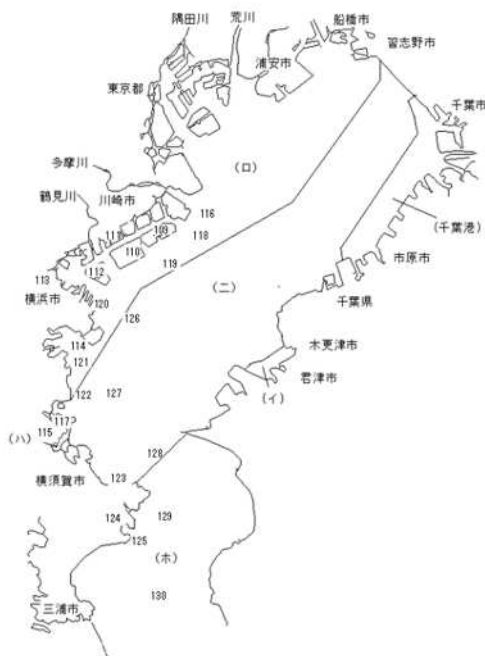 隅田川
荒川
船橋市
習志野市
浦安市
東京都
千葉市
多摩川
(ロ)
鶴見川
川崎市
116
(千葉港)
111
109
118
110
119
市原市
113
112
(ニ)
横浜市
120
千葉県
126
114
木更津市
121
君津市
122
127
(イ)
117
115
(ハ)
128
横須賀市
123
124
129
125
(ホ)
130
三浦市